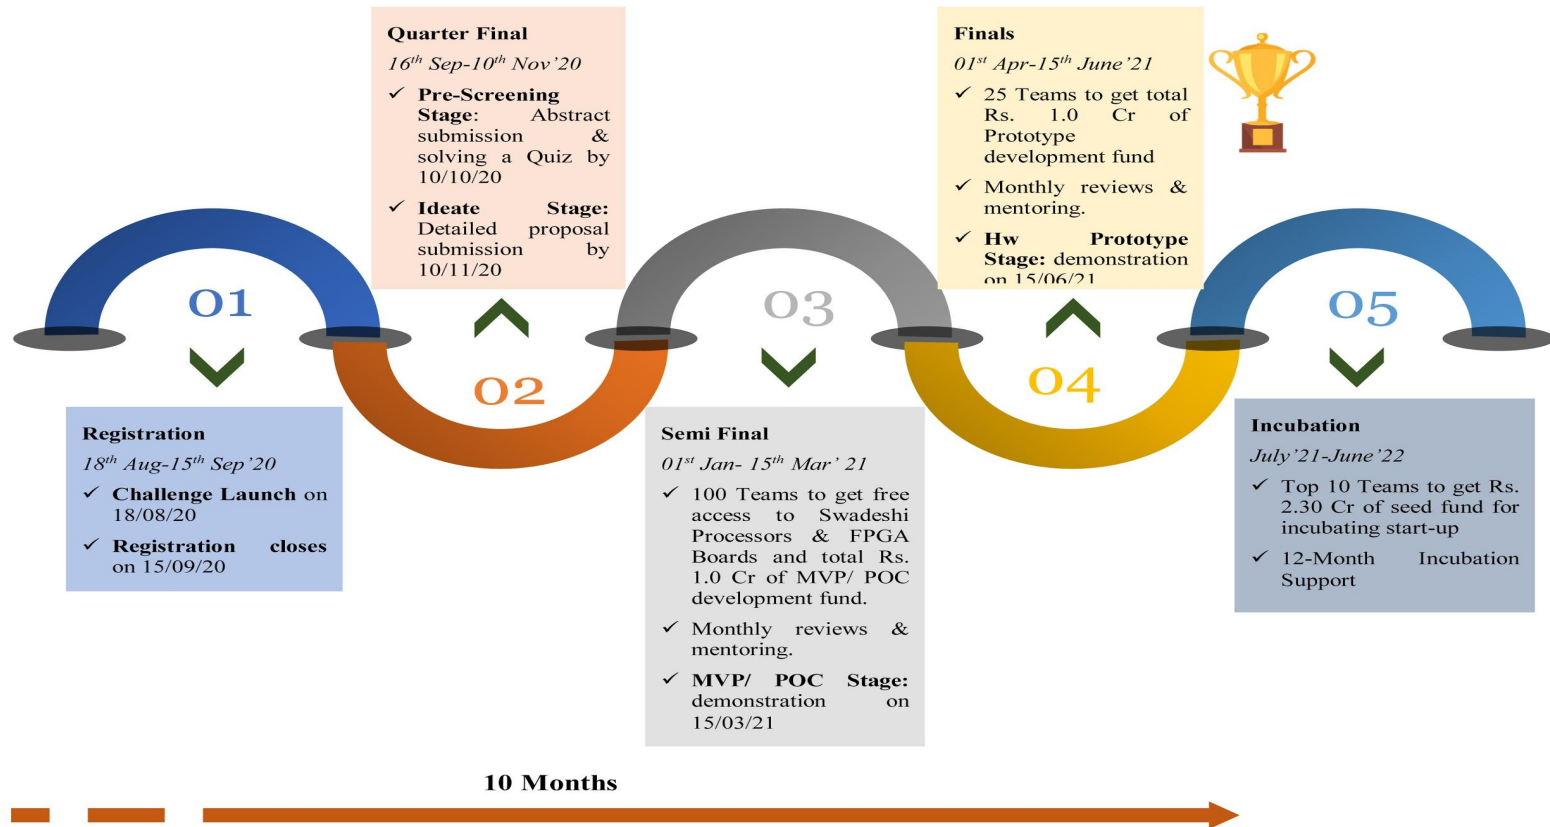 01
Registration
18th Aug-15th Sep’20
✓ Challenge Launch on
18/08/20
✓ Registration closes
on 15/09/20
02
Quarter Final
16th Sep-10th Nov’20
✓ Pre-Screening
Stage: Abstract
submission &
solving a Quiz by
10/10/20
✓ Ideate Stage:
Detailed proposal
submission by
10/11/20
03
Semi Final
01st Jan- 15th Mar’ 21
✓ 100 Teams to get free
access to Swadeshi
Processors & FPGA
Boards and total Rs.
1.0 Cr of MVP/ POC
development fund.
✓ Monthly reviews &
mentoring.
✓ MVP/ POC Stage:
demonstration on
15/03/21
04
Finals
01st Apr-15th June’21
✓ 25 Teams to get total
Rs. 1.0 Cr of
Prototype
development fund
✓ Monthly reviews &
mentoring.
✓ Hw Prototype
Stage: demonstration
on 15/06/21
05
Incubation
July’21-June’22
✓ Top 10 Teams to get Rs.
2.30 Cr of seed fund for
incubating start-up
✓ 12-Month Incubation
Support
10 Months